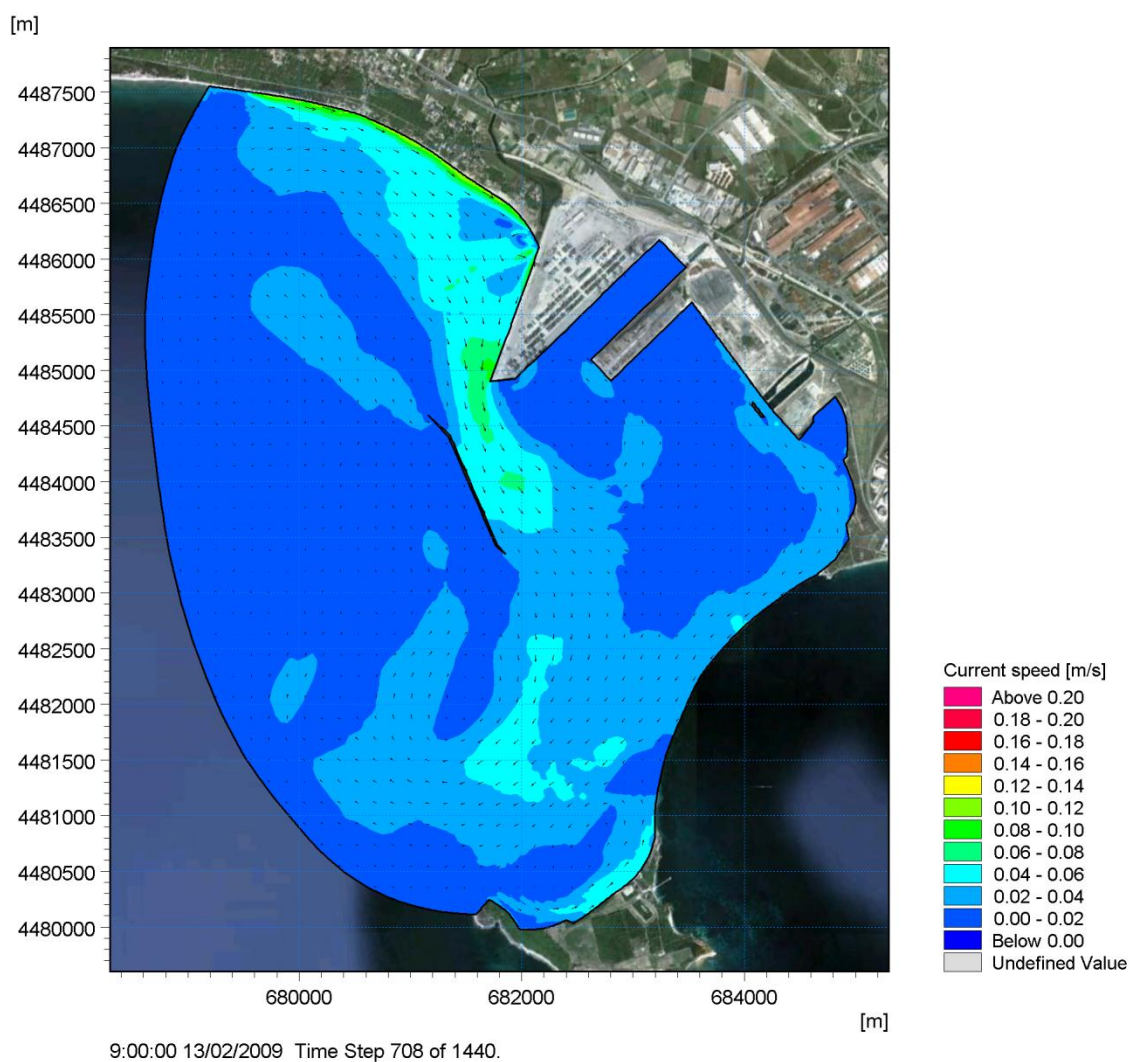 [m]
4487500
4487000
4486500
4486000
4485500
4485000
4484500
4484000
4483500
4483000
4482500
4482000
4481500
4481000
4480500
4480000
680000
682000
684000
[m]
Current speed [m/s]
Above 0.20
0.18 - 0.20
0.16 - 0.18
0.14 - 0.16
0.12 - 0.14
0.10 - 0.12
0.08 - 0.10
0.06 - 0.08
0.04 - 0.06
0.02 - 0.04
0.00 - 0.02
Below 0.00
Undefined Value
9:00:00 13/02/2009 Time Step 708 of 1440.